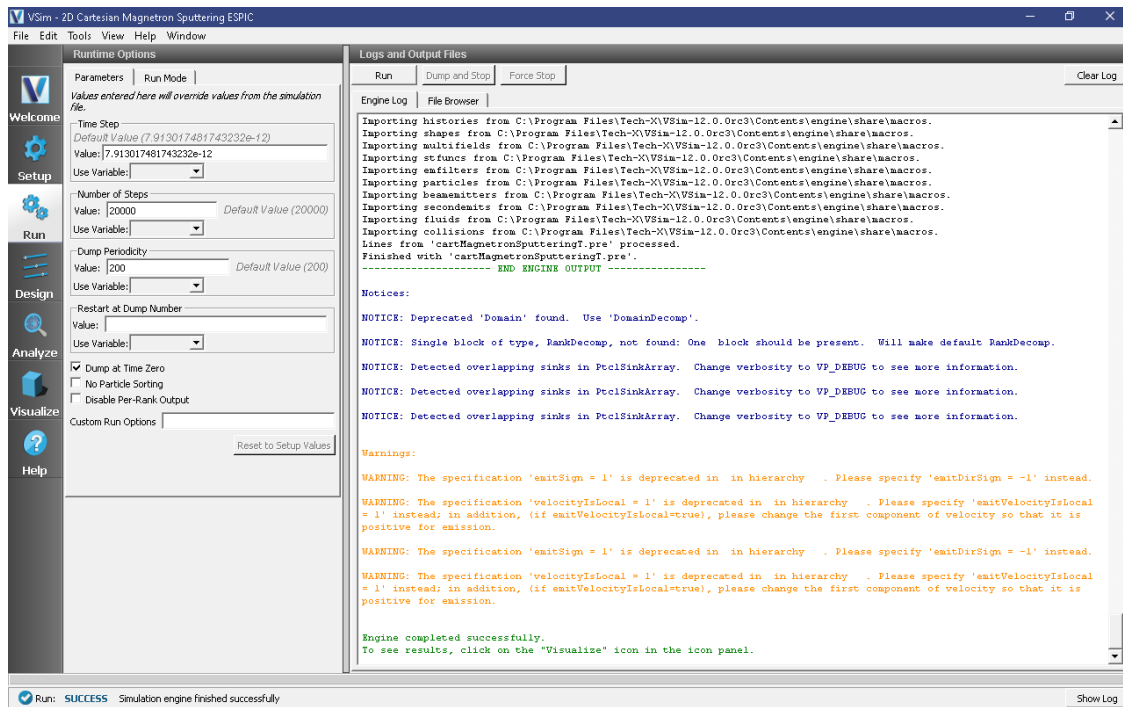 VSim - 2D Cartesian Magnetron Sputtering ESPIC
File Edit Tools View Help Window
Runtime Options
Logs and Output Files
Welcome
Setup
Run
Design
Analyze
Visualize
Help
Parameters Run Mode
Values entered here will override values from the simulation
file.
Time Step
Default Value (7.913017481743232e-12)
Value: 7.913017481743232e-12
Use Variable:
Number of Steps
Value: 20000 Default Value (20000)
Use Variable:
Dump Periodicity
Value: 200 Default Value (200)
Use Variable:
Restart at Dump Number
Value:
Use Variable:
Dump at Time Zero
No Particle Sorting
Disable Per-Rank Output
Custom Run Options
Reset to Setup Values
Run Dump and Stop Force Stop Clear Log
Engine Log File Browser
Importing histories from C:\Program Files\Tech-X\VSim-12.0.0rc3\Contents\engine\share\macros.
Importing shapes from C:\Program Files\Tech-X\VSim-12.0.0rc3\Contents\engine\share\macros.
Importing multifields from C:\Program Files\Tech-X\VSim-12.0.0rc3\Contents\engine\share\macros.
Importing stfuncs from C:\Program Files\Tech-X\VSim-12.0.0rc3\Contents\engine\share\macros.
Importing emfilters from C:\Program Files\Tech-X\VSim-12.0.0rc3\Contents\engine\share\macros.
Importing particles from C:\Program Files\Tech-X\VSim-12.0.0rc3\Contents\engine\share\macros.
Importing beamemitters from C:\Program Files\Tech-X\VSim-12.0.0rc3\Contents\engine\share\macros.
Importing secondemits from C:\Program Files\Tech-X\VSim-12.0.0rc3\Contents\engine\share\macros.
Importing fluids from C:\Program Files\Tech-X\VSim-12.0.0rc3\Contents\engine\share\macros.
Importing collisions from C:\Program Files\Tech-X\VSim-12.0.0rc3\Contents\engine\share\macros.
Lines from 'cartMagnetronSputteringT.pre' processed.
Finished with 'cartMagnetronSputteringT.pre'.
---------------------- END ENGINE OUTPUT ----------------
Notices:
NOTICE: Deprecated 'Domain' found. Use 'DomainDecomp'.
NOTICE: Single block of type, RankDecomp, not found: One block should be present. Will make default RankDecomp.
NOTICE: Detected overlapping sinks in PtclSinkArray. Change verbosity to VP_DEBUG to see more information.
NOTICE: Detected overlapping sinks in PtclSinkArray. Change verbosity to VP_DEBUG to see more information.
NOTICE: Detected overlapping sinks in PtclSinkArray. Change verbosity to VP_DEBUG to see more information.
Warnings:
WARNING: The specification 'emitSign = 1' is deprecated in in hierarchy . Please specify 'emitDirSign = -1' instead.
WARNING: The specification 'velocityIsLocal = 1' is deprecated in in hierarchy . Please specify 'emitVelocityIsLocal
= 1' instead; in addition, (if emitVelocityIsLocal=true), please change the first component of velocity so that it is
positive for emission.
WARNING: The specification 'emitSign = 1' is deprecated in in hierarchy . Please specify 'emitDirSign = -1' instead.
WARNING: The specification 'velocityIsLocal = 1' is deprecated in in hierarchy . Please specify 'emitVelocityIsLocal
= 1' instead; in addition, (if emitVelocityIsLocal=true), please change the first component of velocity so that it is
positive for emission.
Engine completed successfully.
To see results, click on the "Visualize" icon in the icon panel.
Run: SUCCESS Simulation engine finished successfully Show Log